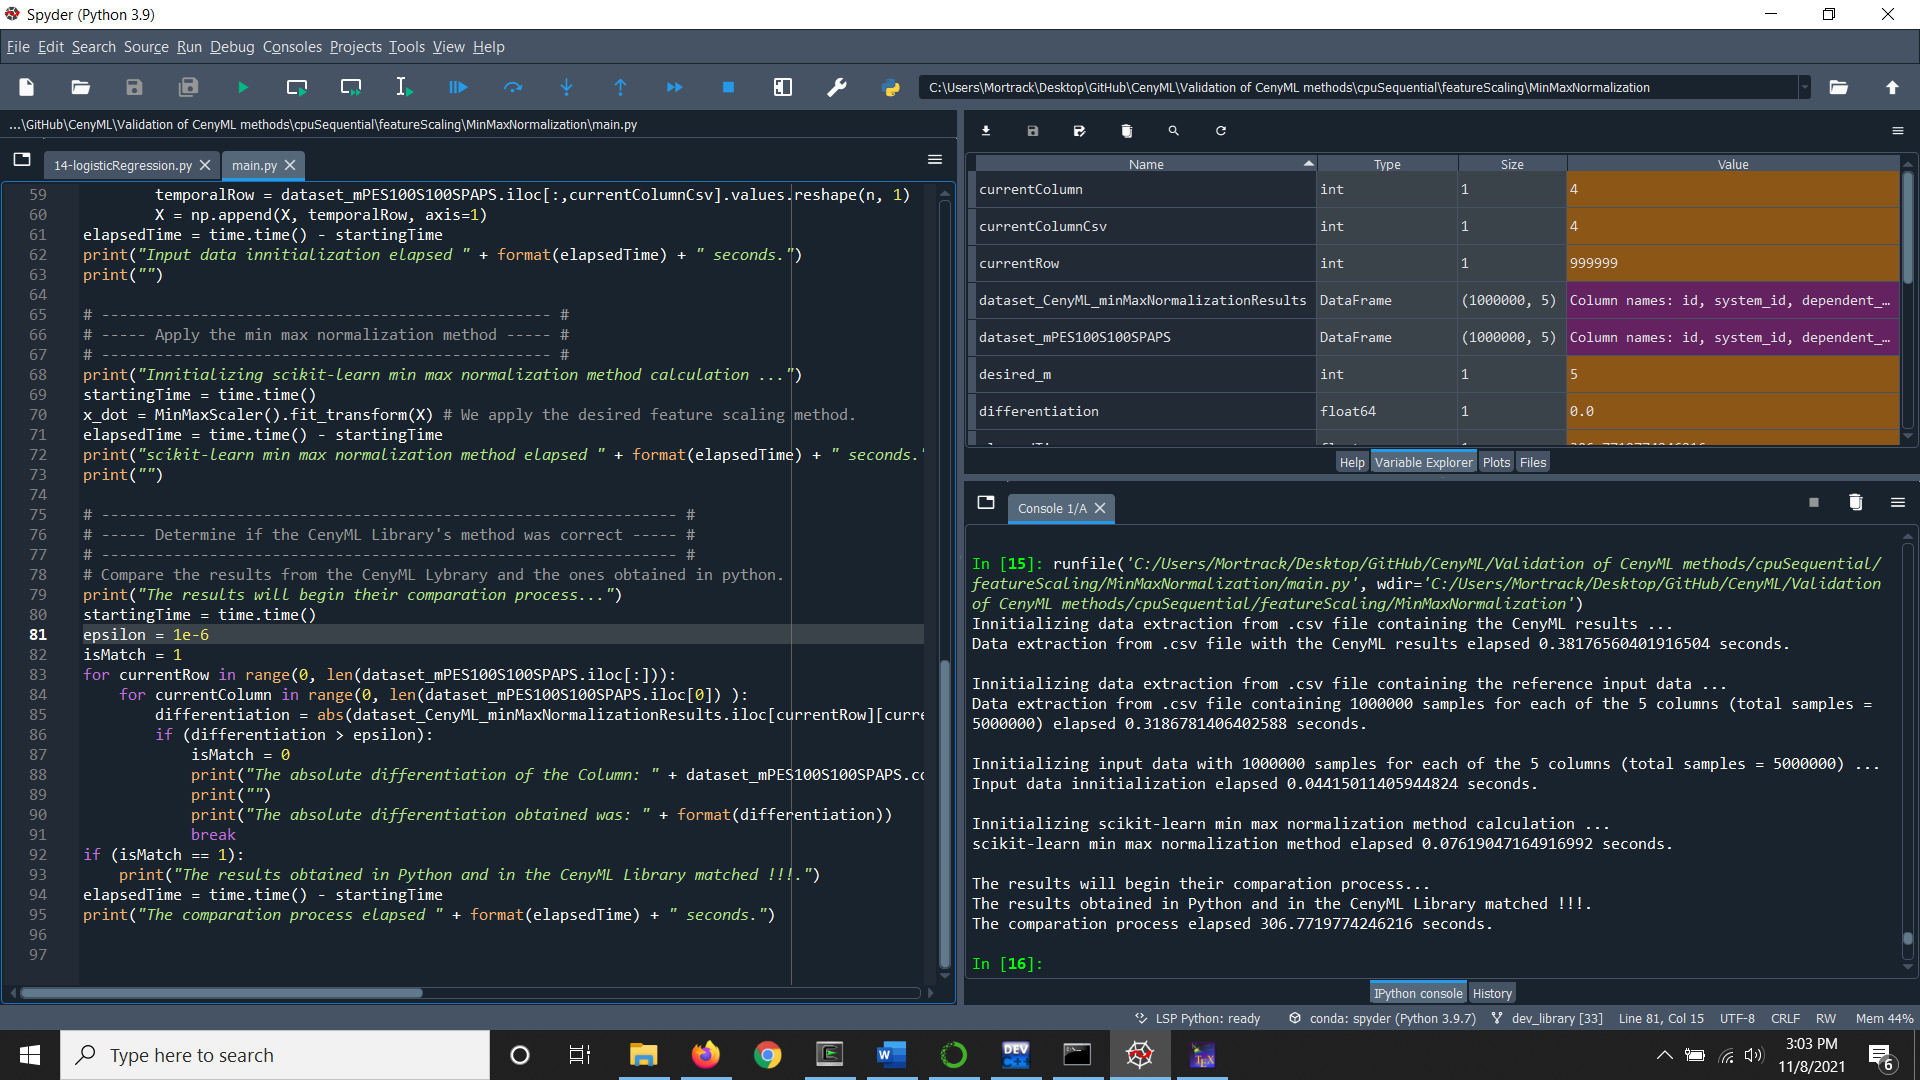 Spyder (Python 3.9)
File Edit Search Source Run Debug Consoles Projects Tools View Help
C:\Users\Mortrack\Desktop\GitHub\CenyML\Validation of CenyML methods\cpuSequential\featureScaling\MinMaxNormalization
...\GitHub\CenyML\Validation of CenyML methods\cpuSequential\featureScaling\MinMaxNormalization\main.py
14-logisticRegression.py main.py
59 temporalRow = dataset_mPES100S100SPAPS.iloc[:,currentColumnCsv].values.reshape(n, 1)
60 X = np.append(X, temporalRow, axis=1)
61 elapsedTime = time.time() - startingTime
62 print("Input data innitialization elapsed " + format(elapsedTime) + " seconds.")
63 print("")
64
65 # -------------------------------------------------- #
66 # ----- Apply the min max normalization method ----- #
67 # -------------------------------------------------- #
68 print("Innitializing scikit-learn min max normalization method calculation ...")
69 startingTime = time.time()
70 x_dot = MinMaxScaler().fit_transform(X) # We apply the desired feature scaling method.
71 elapsedTime = time.time() - startingTime
72 print("scikit-learn min max normalization method elapsed " + format(elapsedTime) + " seconds."
73 print("")
74
75 # ---------------------------------------------------------------- #
76 # ----- Determine if the CenyML Library's method was correct ----- #
77 # ---------------------------------------------------------------- #
78 # Compare the results from the CenyML Lybrary and the ones obtained in python.
79 print("The results will begin their comparation process...")
80 startingTime = time.time()
81 epsilon = 1e-6
82 isMatch = 1
83 for currentRow in range(0, len(dataset_mPES100S100SPAPS.iloc[:])):
84 for currentColumn in range(0, len(dataset_mPES100S100SPAPS.iloc[0]) ):
85 differentiation = abs(dataset_CenyML_minMaxNormalizationResults.iloc[currentRow][curre
86 if (differentiation > epsilon):
87 isMatch = 0
88 print("The absolute differentiation of the Column: " + dataset_mPES100S100SPAPS.co
89 print("")
90 print("The absolute differentiation obtained was: " + format(differentiation))
91 break
92 if (isMatch == 1):
93 print("The results obtained in Python and in the CenyML Library matched !!!.")
94 elapsedTime = time.time() - startingTime
95 print("The comparation process elapsed " + format(elapsedTime) + " seconds.")
96
97
Name Type Size Value
currentColumn int 1 4
currentColumnCsv int 1 4
currentRow int 1 999999
dataset_CenyML_minMaxNormalizationResults DataFrame (1000000, 5) Column names: id, system_id, dependent_…
dataset_mPES100S100SPAPS DataFrame (1000000, 5) Column names: id, system_id, dependent_…
desired_m int 1 5
differentiation float64 1 0.0
Help Variable Explorer Plots Files
Console 1/A
In [15]: runfile('C:/Users/Mortrack/Desktop/GitHub/CenyML/Validation of CenyML methods/cpuSequential/
featureScaling/MinMaxNormalization/main.py', wdir='C:/Users/Mortrack/Desktop/GitHub/CenyML/Validation
of CenyML methods/cpuSequential/featureScaling/MinMaxNormalization')
Innitializing data extraction from .csv file containing the CenyML results ...
Data extraction from .csv file with the CenyML results elapsed 0.38176560401916504 seconds.
Innitializing data extraction from .csv file containing the reference input data ...
Data extraction from .csv file containing 1000000 samples for each of the 5 columns (total samples =
5000000) elapsed 0.3186781406402588 seconds.
Innitializing input data with 1000000 samples for each of the 5 columns (total samples = 5000000) ...
Input data innitialization elapsed 0.04415011405944824 seconds.
Innitializing scikit-learn min max normalization method calculation ...
scikit-learn min max normalization method elapsed 0.07619047164916992 seconds.
The results will begin their comparation process...
The results obtained in Python and in the CenyML Library matched !!!.
The comparation process elapsed 306.7719774246216 seconds.
In [16]:
IPython console History
LSP Python: ready conda: spyder (Python 3.9.7) dev_library [33] Line 81, Col 15 UTF-8 CRLF RW Mem 44%
Type here to search
DEV C++
TEX
3:03 PM
11/8/2021
6